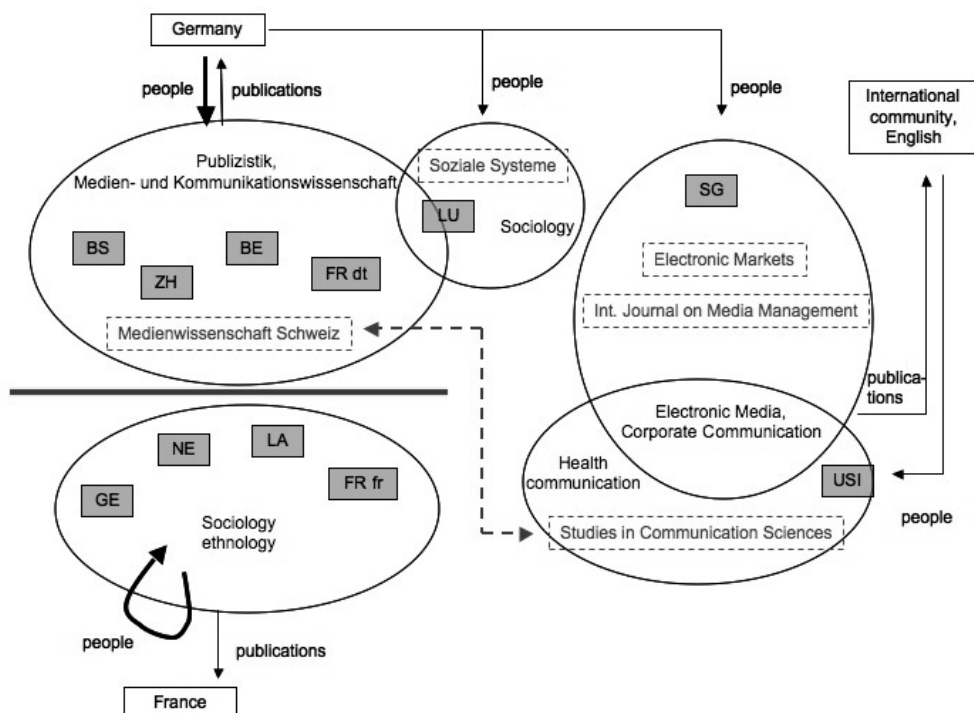 Germany
people
publications
people
people
International
community,
English
Publizistik,
Medien- und Kommunikationswissenschaft
Soziale Systeme
LU
Sociology
SG
BS
ZH
BE
FR dt
Electronic Markets
Int. Journal on Media Management
Medienwissenschaft Schweiz
publica-
tions
Electronic Media,
Corporate Communication
Health
communication
USI
people
Studies in Communication Sciences
NE
LA
GE
FR fr
Sociology
ethnology
people
publications
France